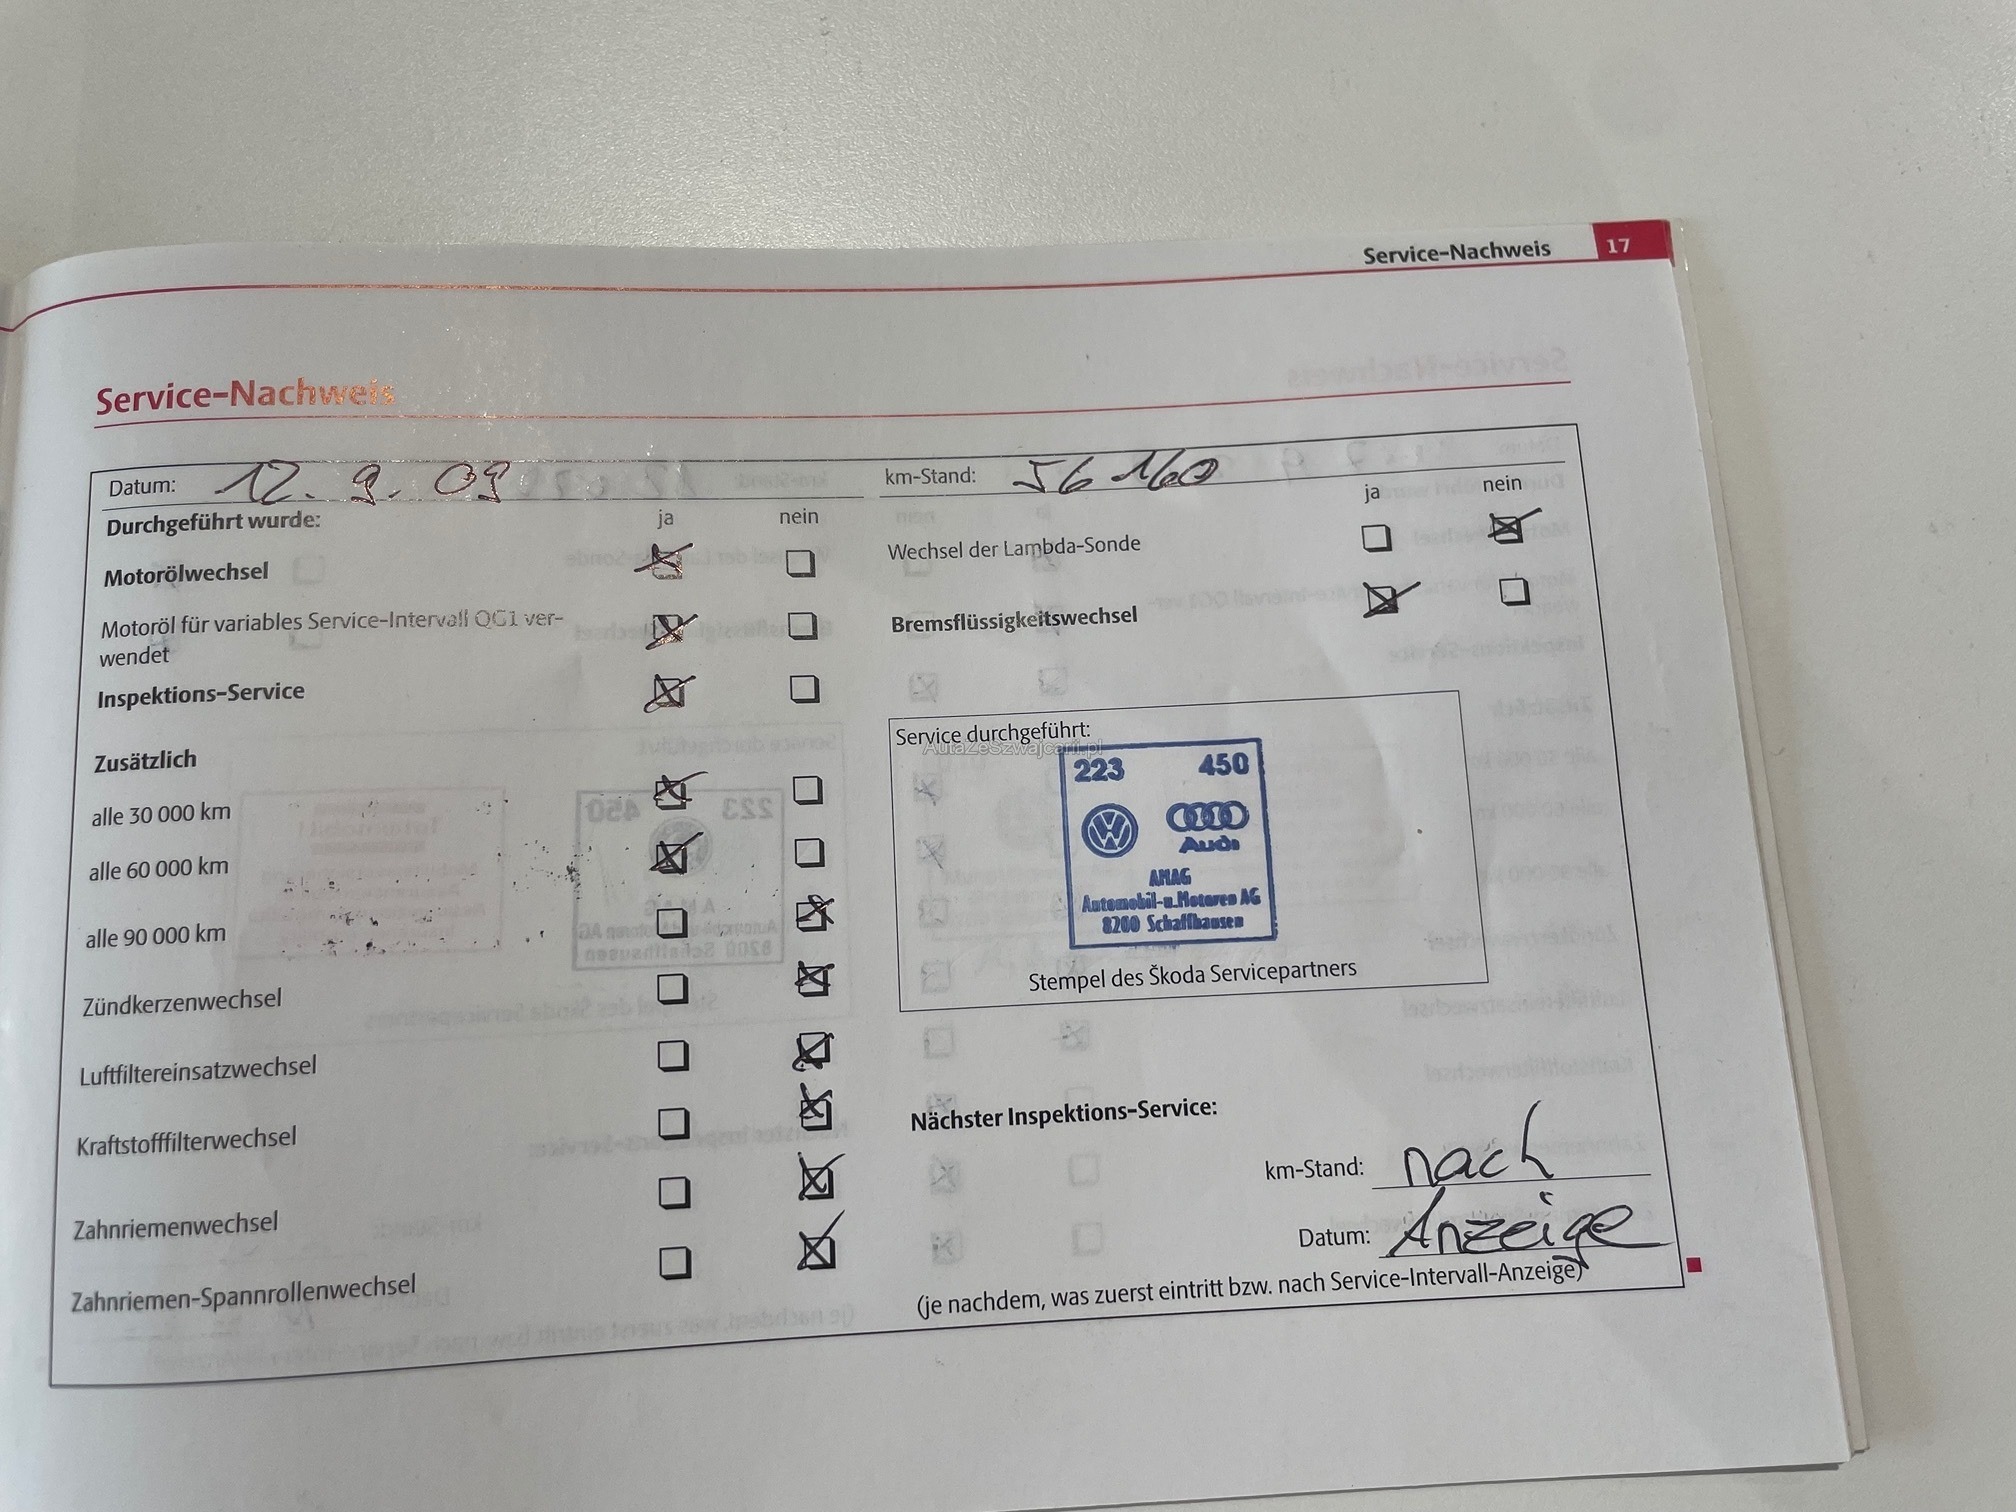 Service-Nachweis 17
Service-Nachweis
Datum: 12. 9. 09 km-Stand: 56 160
Durchgeführt wurde: ja nein
Motorölwechsel
Motoröl für variables Service-Intervall QG1 ver-
wendet
Inspektions-Service
Zusätzlich
alle 30 000 km
alle 60 000 km
alle 90 000 km
Zündkerzenwechsel
Luftfiltereinsatzwechsel
Kraftstofffilterwechsel
Zahnriemenwechsel
Zahnriemen-Spannrollenwechsel
ja nein
Wechsel der Lambda-Sonde
Bremsflüssigkeitswechsel
Service durchgeführt:
AutaZeSzwajcarii.pl
223 450
Audi
AMAG
Automobil-u.Motoren AG
8200 Schaffhausen
Stempel des Škoda Servicepartners
Nächster Inspektions-Service:
km-Stand: nach
Datum: Anzeige
(je nachdem, was zuerst eintritt bzw. nach Service-Intervall-Anzeige)